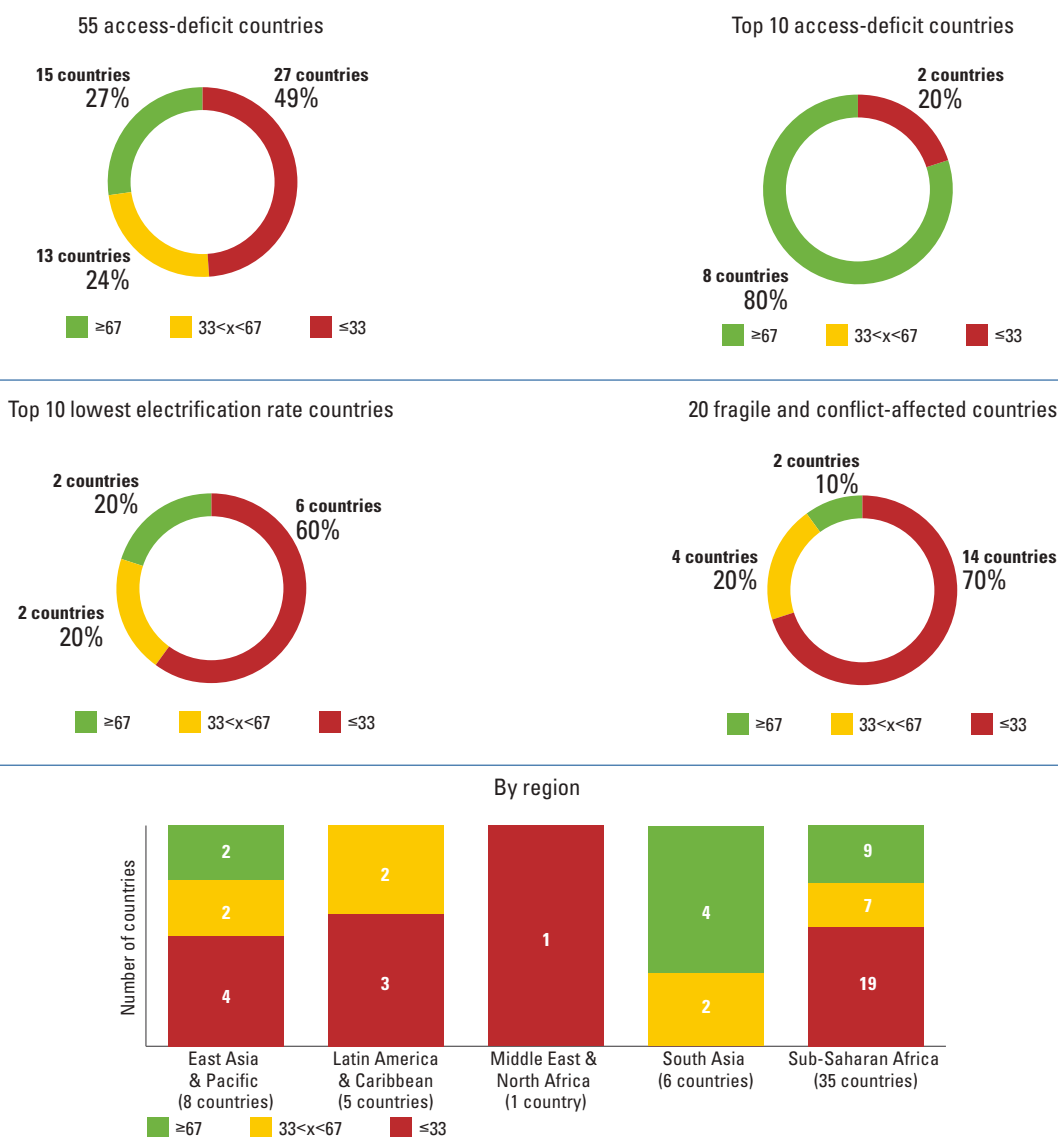 55 access-deficit countries
15 countries
27%
27 countries
49%
13 countries
24%
≥67 33<x<67 ≤33
Top 10 access-deficit countries
2 countries
20%
8 countries
80%
≥67 33<x<67 ≤33
Top 10 lowest electrification rate countries
2 countries
20%
6 countries
60%
2 countries
20%
≥67 33<x<67 ≤33
20 fragile and conflict-affected countries
2 countries
10%
4 countries
20%
14 countries
70%
≥67 33<x<67 ≤33
By region
Number of countries
2
2
4
2
3
1
4
2
9
7
19
East Asia
& Pacific
(8 countries)
Latin America
& Caribbean
(5 countries)
Middle East &
North Africa
(1 country)
South Asia
(6 countries)
Sub-Saharan Africa
(35 countries)
≥67 33<x<67 ≤33